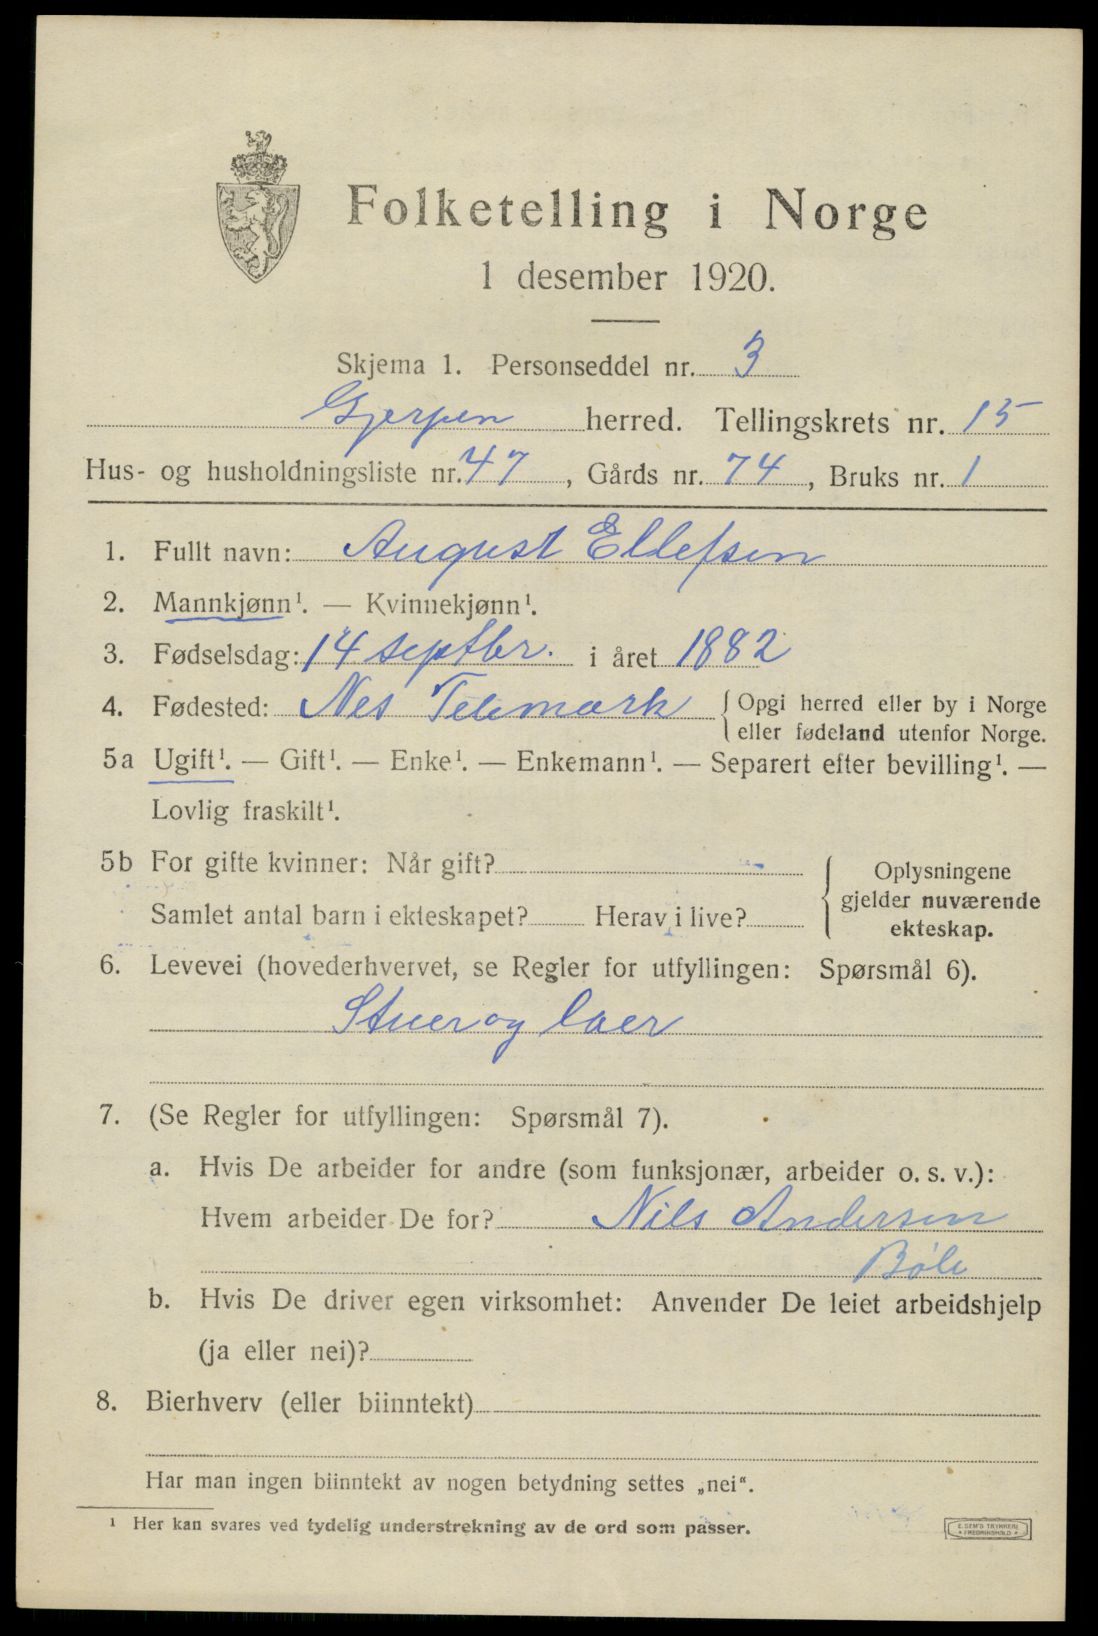 Folketelling i Norge
1 desember 1920.
Skjema 1. Personseddel nr. 3
Gjerpen herred. Tellingskrets nr. 15
Hus- og husholdningsliste nr. 47, Gårds nr. 74, Bruks nr. 1
1. Fullt navn: August Ellefsen
2. Mannkjønn¹. — Kvinnekjønn¹.
3. Fødselsdag: 14 septbr. i året 1882
4. Fødested: Nes Telemark { Opgi herred eller by i Norge
eller fødeland utenfor Norge.
5a Ugift¹. — Gift¹. — Enke¹. — Enkemann¹. — Separert efter bevilling¹. —
Lovlig fraskilt¹.
5b For gifte kvinner: Når gift?
Samlet antal barn i ekteskapet? Herav i live?
{ Oplysningene
gjelder nuværende
ekteskap.
6. Levevei (hovederhvervet, se Regler for utfyllingen: Spørsmål 6).
Stuer og
7. (Se Regler for utfyllingen: Spørsmål 7).
a. Hvis De arbeider for andre (som funksjonær, arbeider o. s. v.):
Hvem arbeider De for? Nils Andersen
Bøle
b. Hvis De driver egen virksomhet: Anvender De leiet arbeidshjelp
(ja eller nei)?
8. Bierhverv (eller biinntekt)
Har man ingen biinntekt av nogen betydning settes „nei“.
¹ Her kan svares ved tydelig understrekning av de ord som passer.
E. SEM'S TRYKKERI
FREDRIKSHALD